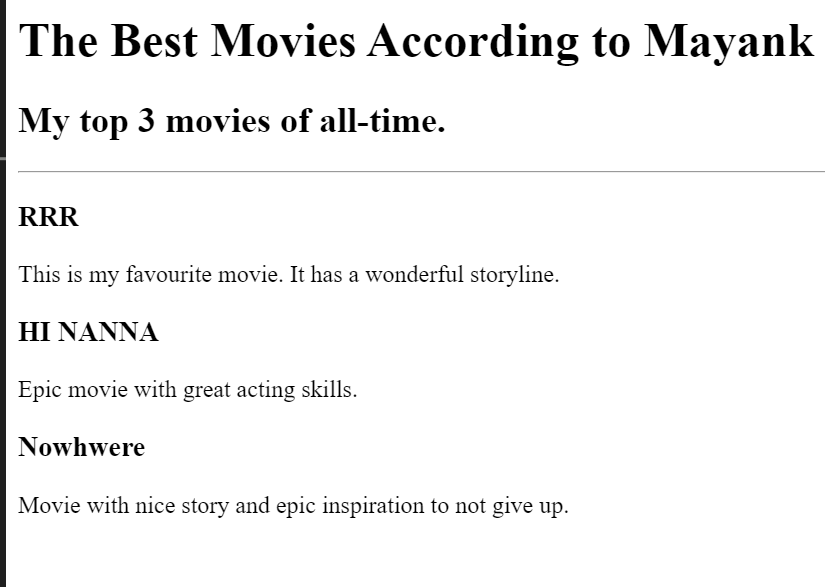 The Best Movies According to Mayank
My top 3 movies of all-time.
RRR
This is my favourite movie. It has a wonderful storyline.
HI NANNA
Epic movie with great acting skills.
Nowhwere
Movie with nice story and epic inspiration to not give up.